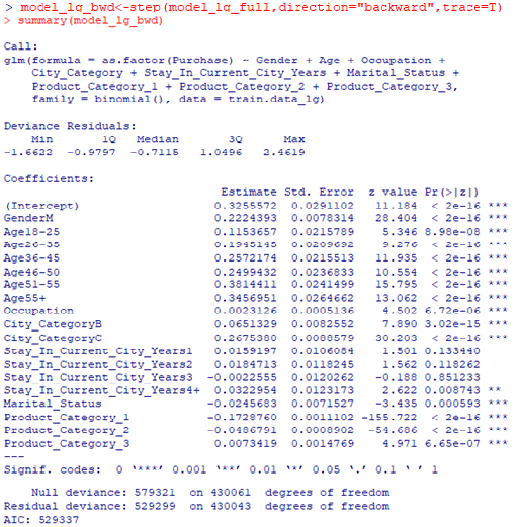 > model_lg_bwd<-step(model_lg_full,direction="backward",trace=T)
> summary(model_lg_bwd)
Call:
glm(formula = as.factor(Purchase) ~ Gender + Age + Occupation +
City_Category + Stay_In_Current_City_Years + Marital_Status +
Product_Category_1 + Product_Category_2 + Product_Category_3,
family = binomial(), data = train.data_lg)
Deviance Residuals:
Min 1Q Median 3Q Max
-1.6622 -0.9797 -0.7115 1.0496 2.4619
Coefficients:
Estimate Std. Error z value Pr(>|z|)
(Intercept) 0.3255572 0.0291102 11.184 < 2e-16 ***
GenderM 0.2224393 0.0078314 28.404 < 2e-16 ***
Age18-25 0.1153657 0.0215789 5.346 8.98e-08 ***
Age26-35 0.1945145 0.0209692 9.276 < 2e-16 ***
Age36-45 0.2572174 0.0215513 11.935 < 2e-16 ***
Age46-50 0.2499432 0.0236833 10.554 < 2e-16 ***
Age51-55 0.3814411 0.0241499 15.795 < 2e-16 ***
Age55+ 0.3456951 0.0264662 13.062 < 2e-16 ***
Occupation 0.0023126 0.0005136 4.502 6.72e-06 ***
City_CategoryB 0.0651329 0.0082552 7.890 3.02e-15 ***
City_CategoryC 0.2675380 0.0088579 30.203 < 2e-16 ***
Stay_In_Current_City_Years1 0.0159197 0.0106084 1.501 0.133440
Stay_In_Current_City_Years2 0.0184713 0.0118245 1.562 0.118262
Stay_In_Current_City_Years3 -0.0022555 0.0120262 -0.188 0.851233
Stay_In_Current_City_Years4+ 0.0322954 0.0123173 2.622 0.008743 **
Marital_Status -0.0245683 0.0071527 -3.435 0.000593 ***
Product_Category_1 -0.1728760 0.0011102 -155.722 < 2e-16 ***
Product_Category_2 -0.0486791 0.0008902 -54.686 < 2e-16 ***
Product_Category_3 0.0073419 0.0014769 4.971 6.65e-07 ***
---
Signif. codes: 0 '***' 0.001 '**' 0.01 '*' 0.05 '.' 0.1 ' ' 1
Null deviance: 579321 on 430061 degrees of freedom
Residual deviance: 529299 on 430043 degrees of freedom
AIC: 529337